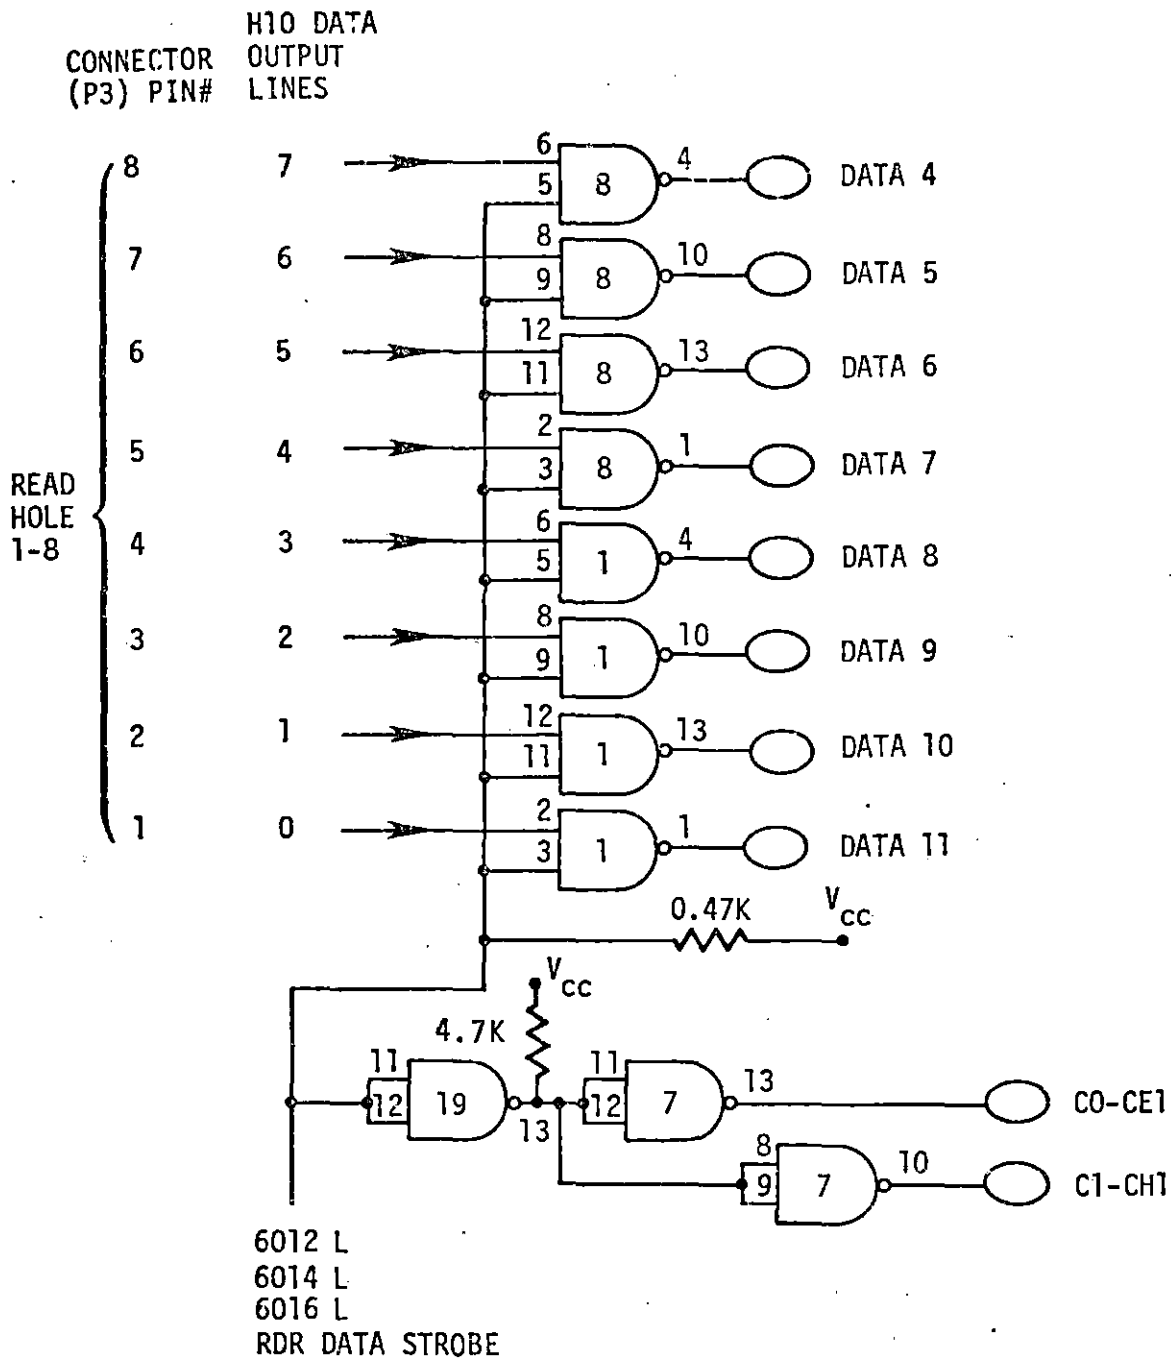 H10 DATA
CONNECTOR OUTPUT
(P3) PIN# LINES
8 7 6 5 8 4 DATA 4
7 6 8 9 8 10 DATA 5
6 5 12 11 8 13 DATA 6
5 4 2 3 8 1 DATA 7
READ
HOLE
1-8
4 3 6 5 1 4 DATA 8
3 2 8 9 1 10 DATA 9
2 1 12 11 1 13 DATA 10
1 0 2 3 1 1 DATA 11
0.47K VCC
VCC
4.7K
11 12 19 13 11 12 7 13 C0-CE1
8 9 7 10 C1-CH1
6012 L
6014 L
6016 L
RDR DATA STROBE